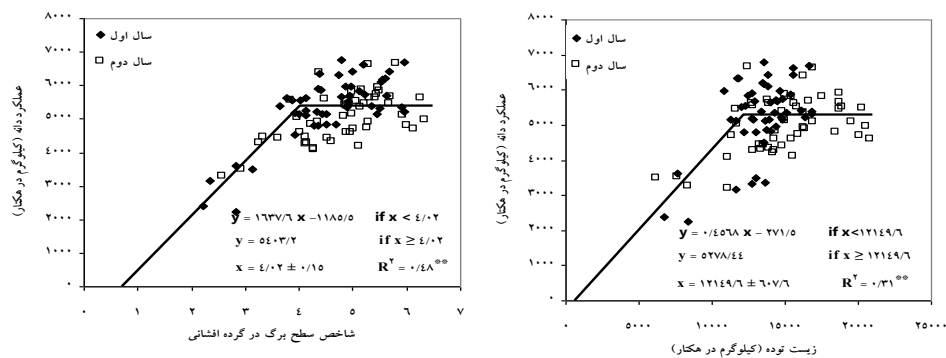 ۸۰۰۰
۷۰۰۰
۶۰۰۰
۵۰۰۰
۴۰۰۰
۳۰۰۰
۲۰۰۰
۱۰۰۰
۰
عملکرد دانه (کیلوگرم در هکتار)
سال اول
سال دوم
y = ۱۶۳۷/۶ x -۱۱۸۵/۵ if x < ۴/۰۲
y = ۵۴۰۳/۲ if x ≥ ۴/۰۲
x = ۴/۰۲ ± ۰/۱۵ R۲ = ۰/۴۸**
۰ ۱ ۲ ۳ ۴ ۵ ۶ ۷
شاخص سطح برگ در گرده افشانی
۸۰۰۰
۷۰۰۰
۶۰۰۰
۵۰۰۰
۴۰۰۰
۳۰۰۰
۲۰۰۰
۱۰۰۰
۰
عملکرد دانه (کیلوگرم در هکتار)
سال اول
سال دوم
y = ۰/۴۵۶۸ x - ۲۷۱/۵ if x<۱۲۱۴۹/۶
y = ۵۲۷۸/۴۴ if x ≥ ۱۲۱۴۹/۶
x = ۱۲۱۴۹/۶ ± ۶۰۷/۶ R۲ = ۰/۳۱**
۰ ۵۰۰۰ ۱۰۰۰۰ ۱۵۰۰۰ ۲۰۰۰۰ ۲۵۰۰۰
زیست توده (کیلوگرم در هکتار)